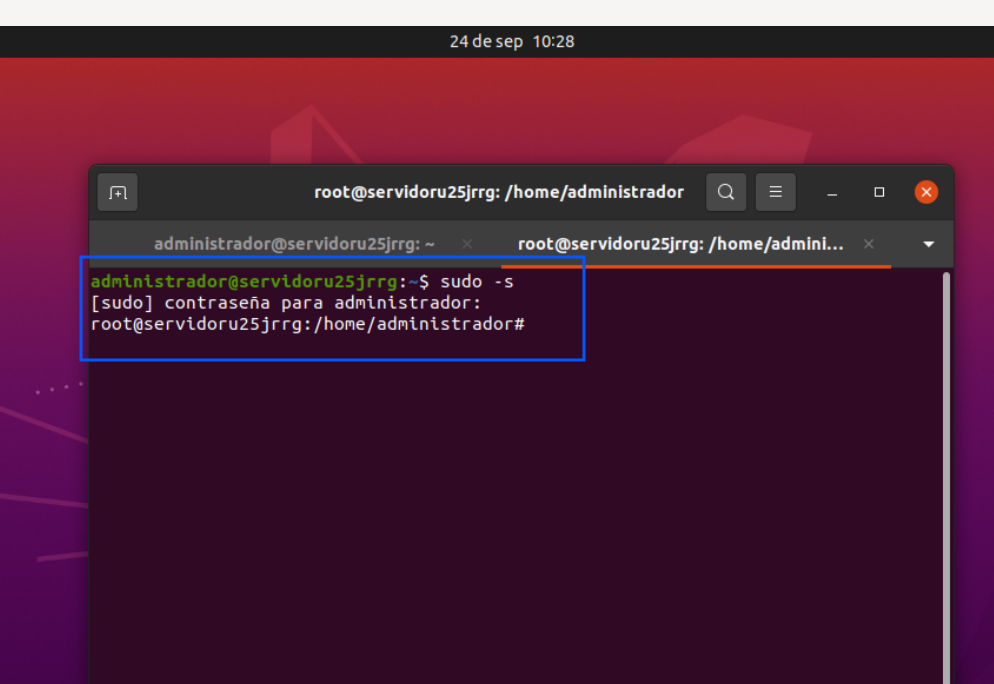 24 de sep 10:28
root@servidoru25jrrg: /home/administrador
administrador@servidoru25jrrg: ~
root@servidoru25jrrg: /home/admini...
administrador@servidoru25jrrg:~$ sudo -s
[sudo] contraseña para administrador:
root@servidoru25jrrg:/home/administrador#